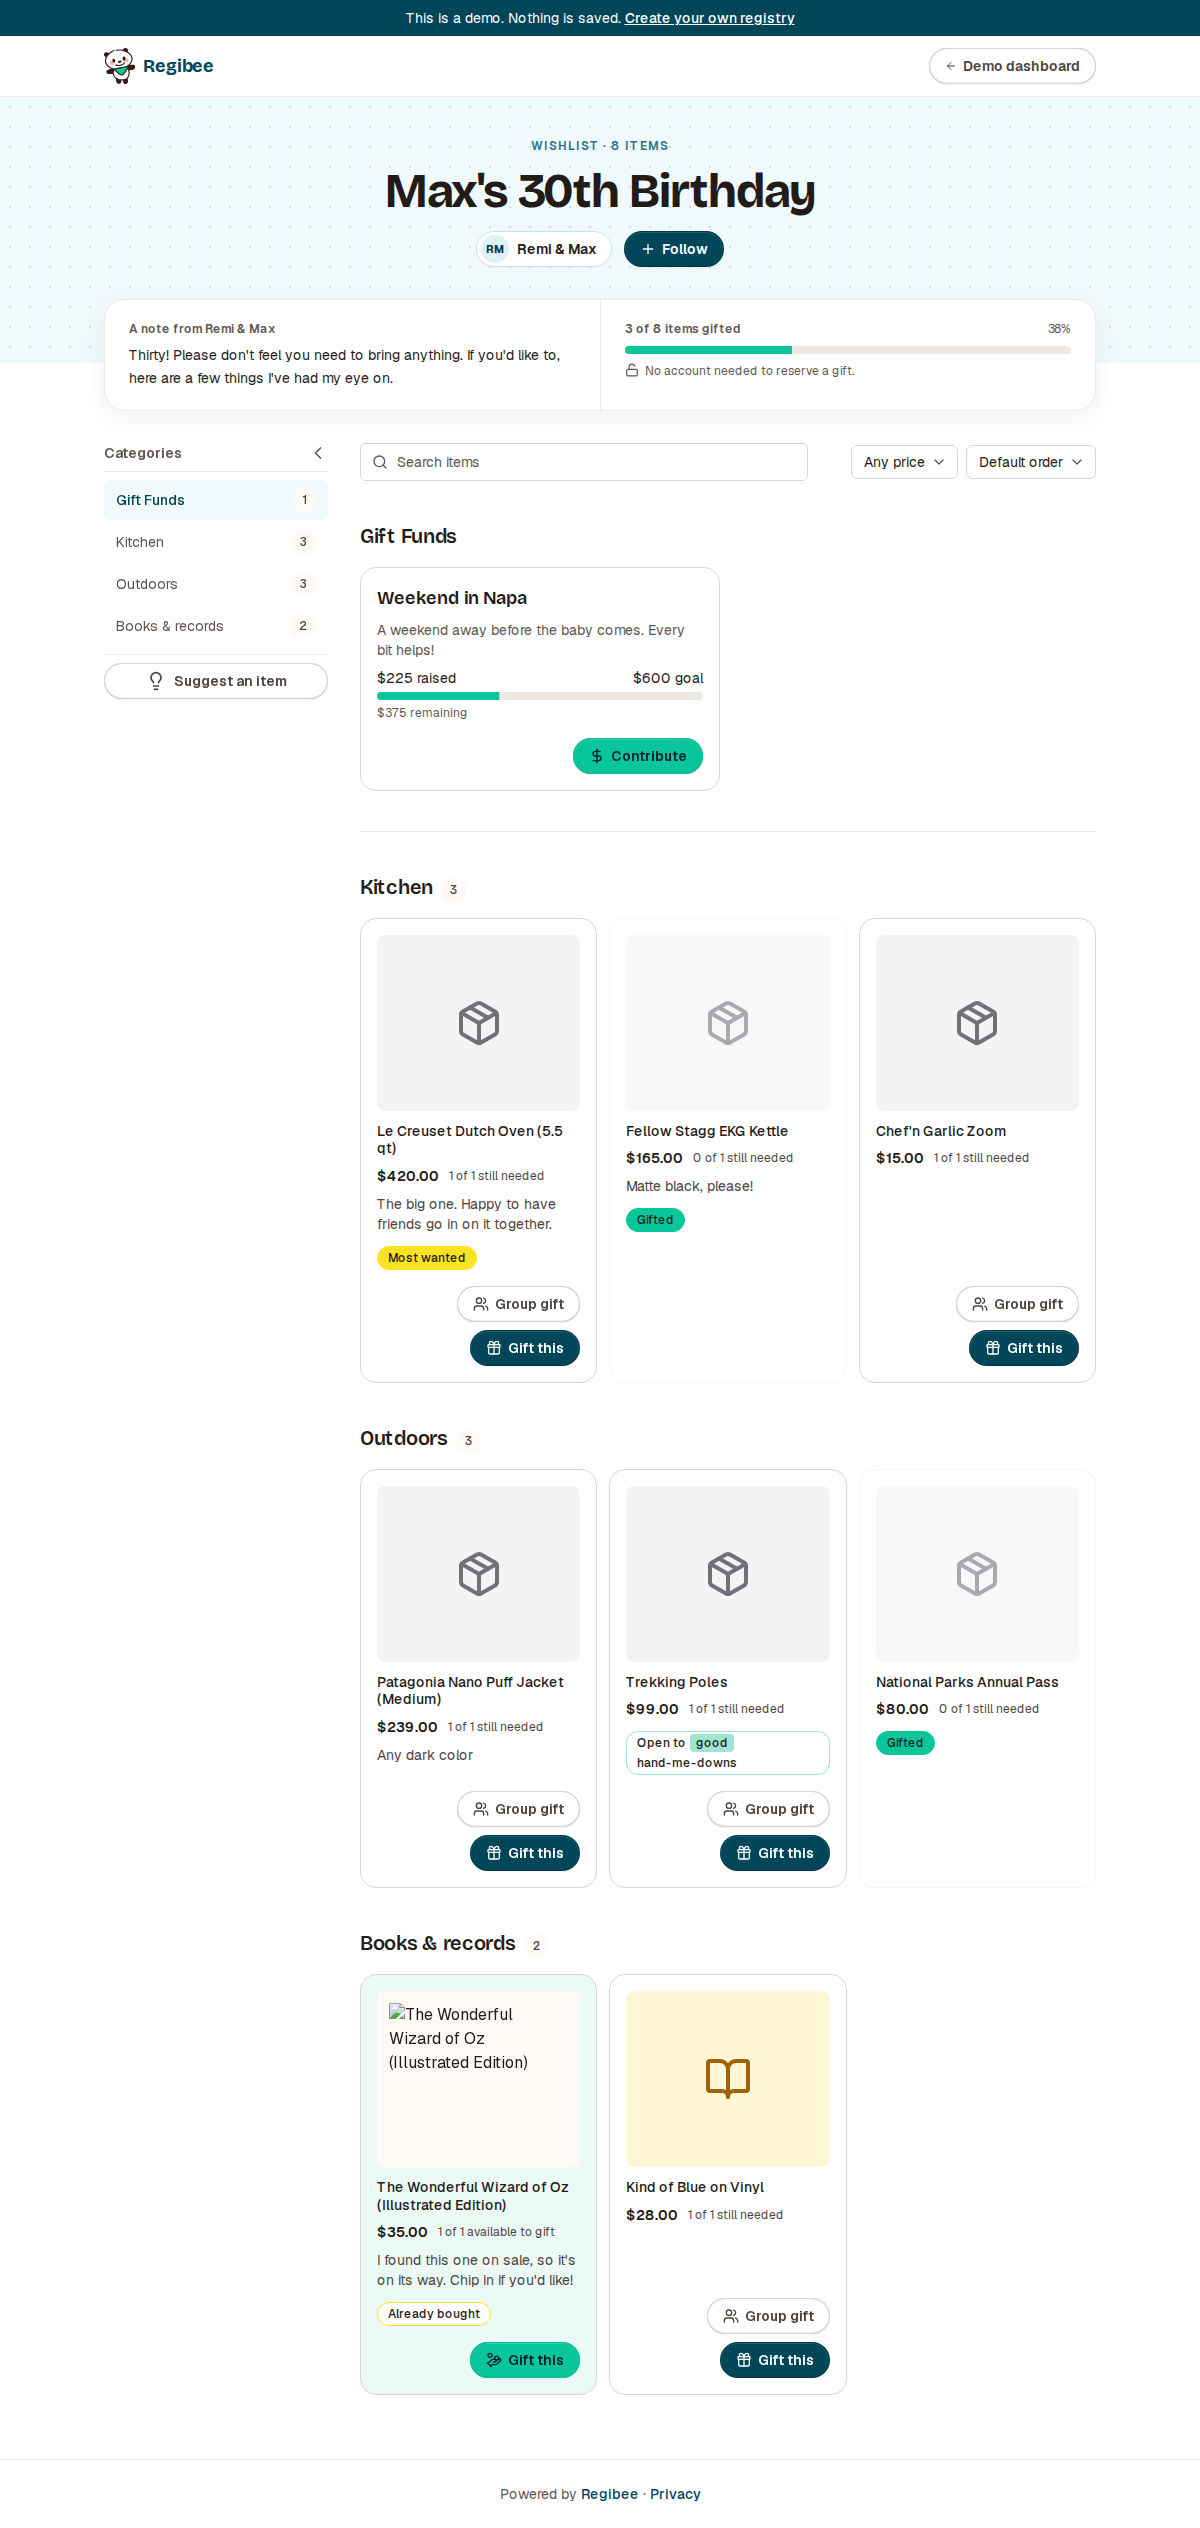 This is a demo. Nothing is saved. Create your own registry
Regibee
Demo dashboard
WISHLIST · 8 ITEMS
Max's 30th Birthday
RM Remi & Max
Follow
A note from Remi & Max
Thirty! Please don't feel you need to bring anything. If you'd like to,
here are a few things I've had my eye on.
3 of 8 items gifted 38%
No account needed to reserve a gift.
Categories
Gift Funds 1
Kitchen 3
Outdoors 3
Books & records 2
Suggest an item
Search items
Any price
Default order
Gift Funds
Weekend in Napa
A weekend away before the baby comes. Every
bit helps!
$225 raised $600 goal
$375 remaining
Contribute
Kitchen 3
Le Creuset Dutch Oven (5.5
qt)
$420.00 1 of 1 still needed
The big one. Happy to have
friends go in on it together.
Most wanted
Group gift
Gift this
Fellow Stagg EKG Kettle
$165.00 0 of 1 still needed
Matte black, please!
Gifted
Chef'n Garlic Zoom
$15.00 1 of 1 still needed
Group gift
Gift this
Outdoors 3
Patagonia Nano Puff Jacket
(Medium)
$239.00 1 of 1 still needed
Any dark color
Group gift
Gift this
Trekking Poles
$99.00 1 of 1 still needed
Open to good
hand-me-downs
Group gift
Gift this
National Parks Annual Pass
$80.00 0 of 1 still needed
Gifted
Books & records 2
The Wonderful
Wizard of Oz
(Illustrated Edition)
The Wonderful Wizard of Oz
(Illustrated Edition)
$35.00 1 of 1 available to gift
I found this one on sale, so it's
on its way. Chip in if you'd like!
Already bought
Gift this
Kind of Blue on Vinyl
$28.00 1 of 1 still needed
Group gift
Gift this
Powered by Regibee · Privacy